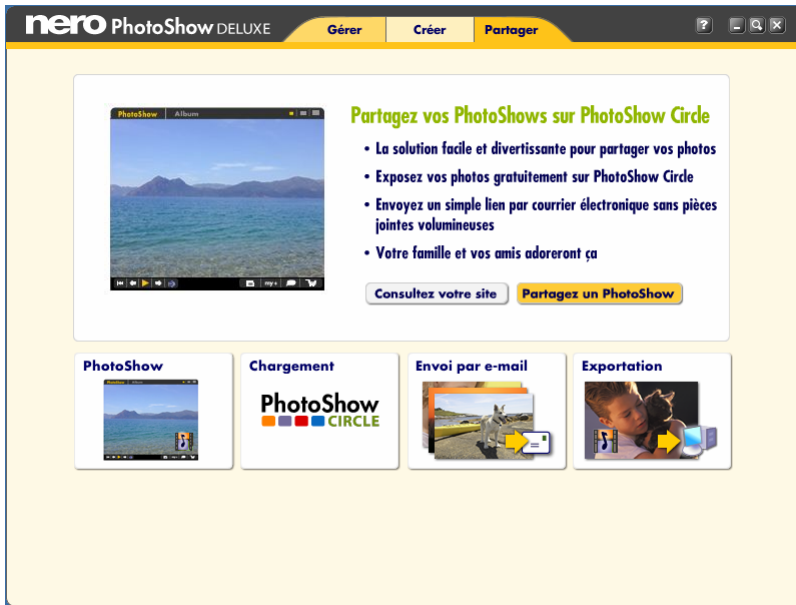 nero PhotoShow DELUXE
Gérer
Créer
Partager
?
PhotoShow Album
Partagez vos PhotoShows sur PhotoShow Circle
• La solution facile et divertissante pour partager vos photos
• Exposez vos photos gratuitement sur PhotoShow Circle
• Envoyez un simple lien par courrier électronique sans pièces
jointes volumineuses
• Votre famille et vos amis adoreront ça
my
Consultez votre site
Partagez un PhotoShow
PhotoShow
PhotoShow Album
Chargement
PhotoShow
CIRCLE
Envoi par e-mail
Exportation